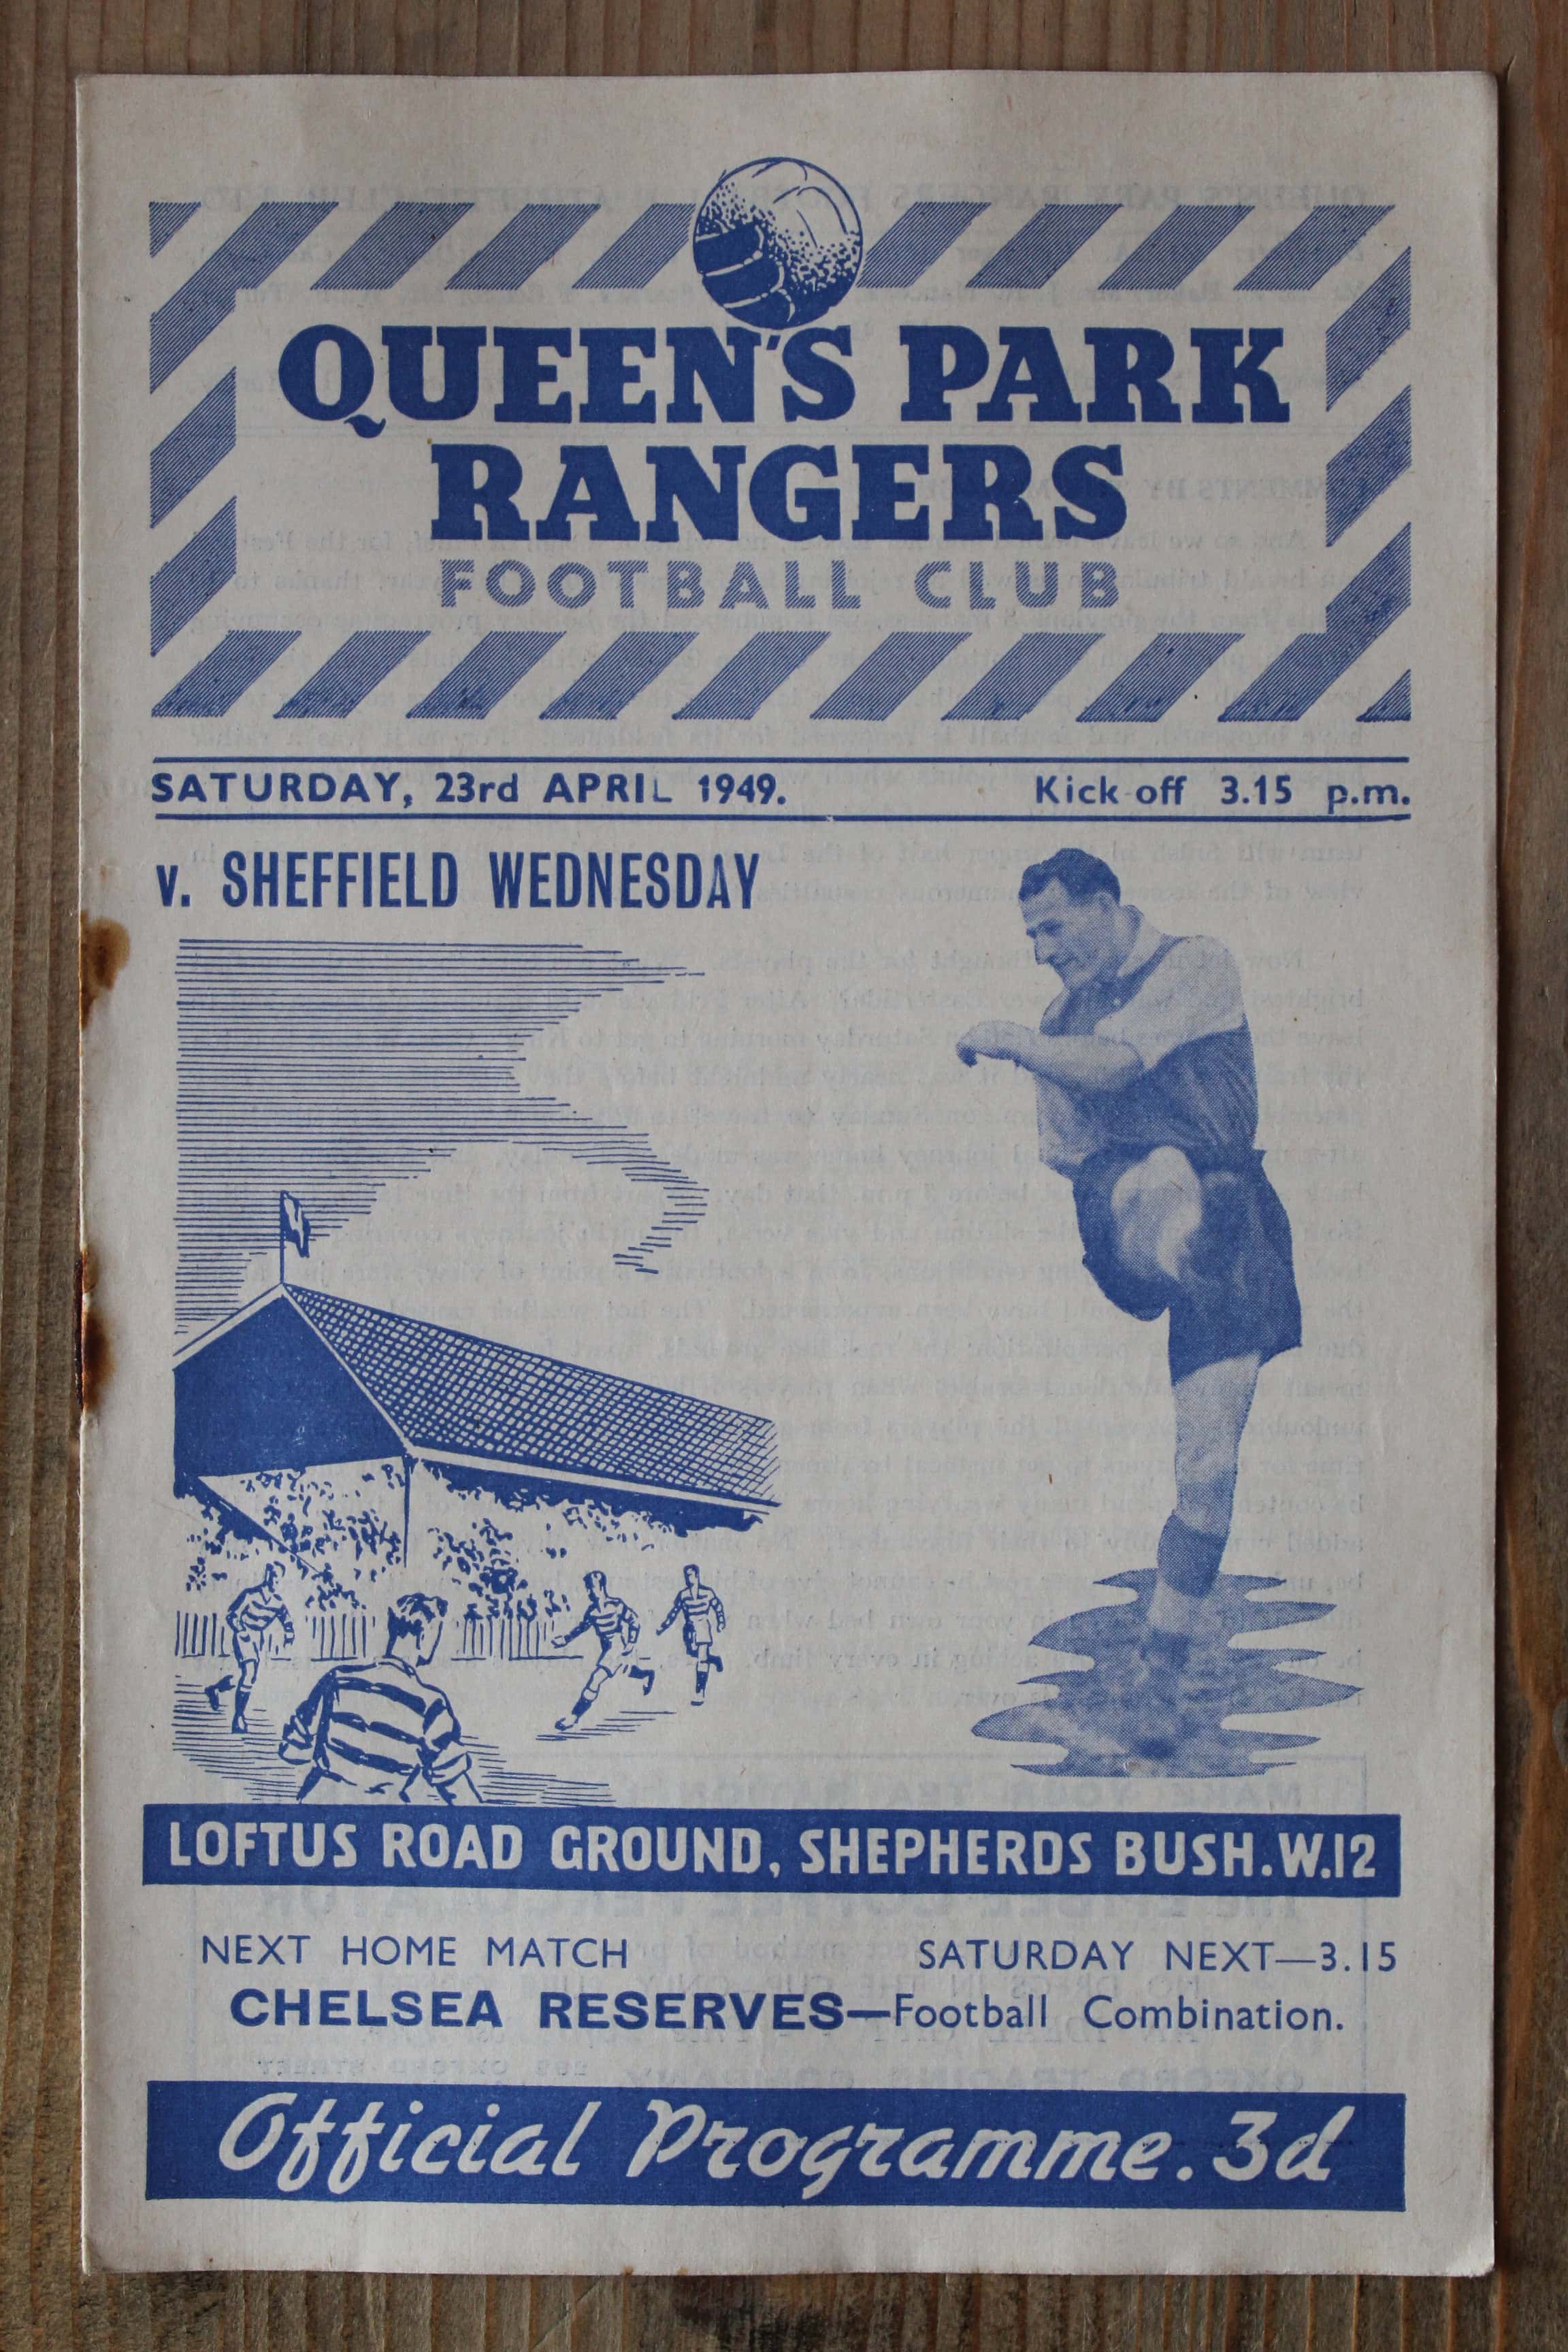 QUEEN'S PARK
RANGERS
FOOTBALL CLUB
SATURDAY, 23rd APRIL 1949. Kick-off 3.15 p.m.
v. SHEFFIELD WEDNESDAY
LOFTUS ROAD GROUND, SHEPHERDS BUSH. W.12
NEXT HOME MATCH SATURDAY NEXT—3.15
CHELSEA RESERVES—Football Combination.
Official Programme. 3d